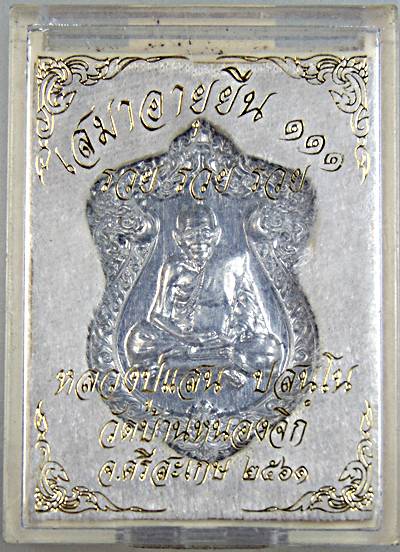 เสมาอายุยืน ๑๑๑
รวย รวย รวย
หลวงปู่แสน ปสนฺโน
วัดบ้านหนองจิก
จ.ศรีสะเกษ ๒๕๖๑